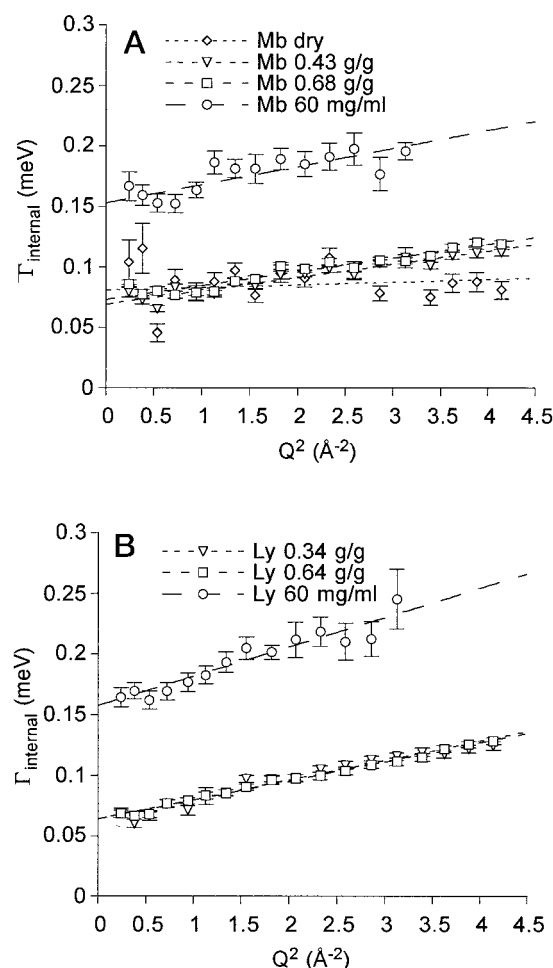 A
Mb dry
Mb 0.43 g/g
Mb 0.68 g/g
Mb 60 mg/ml
0.3
0.25
0.2
0.15
0.1
0.05
0
Γinternal (meV)
0 0.5 1 1.5 2 2.5 3 3.5 4 4.5
Q² (Å⁻²)
B
Ly 0.34 g/g
Ly 0.64 g/g
Ly 60 mg/ml
0.3
0.25
0.2
0.15
0.1
0.05
0
Γinternal (meV)
0 0.5 1 1.5 2 2.5 3 3.5 4 4.5
Q² (Å⁻²)